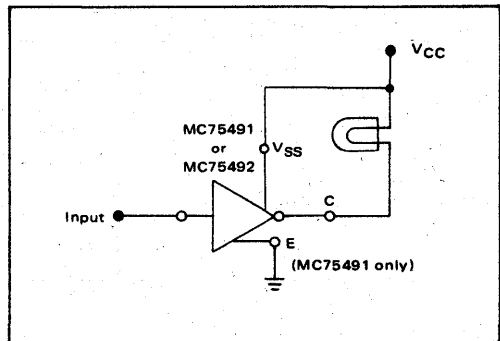 VCC
MC75491
or
MC75492
VSS
C
Input
E
(MC75491 only)